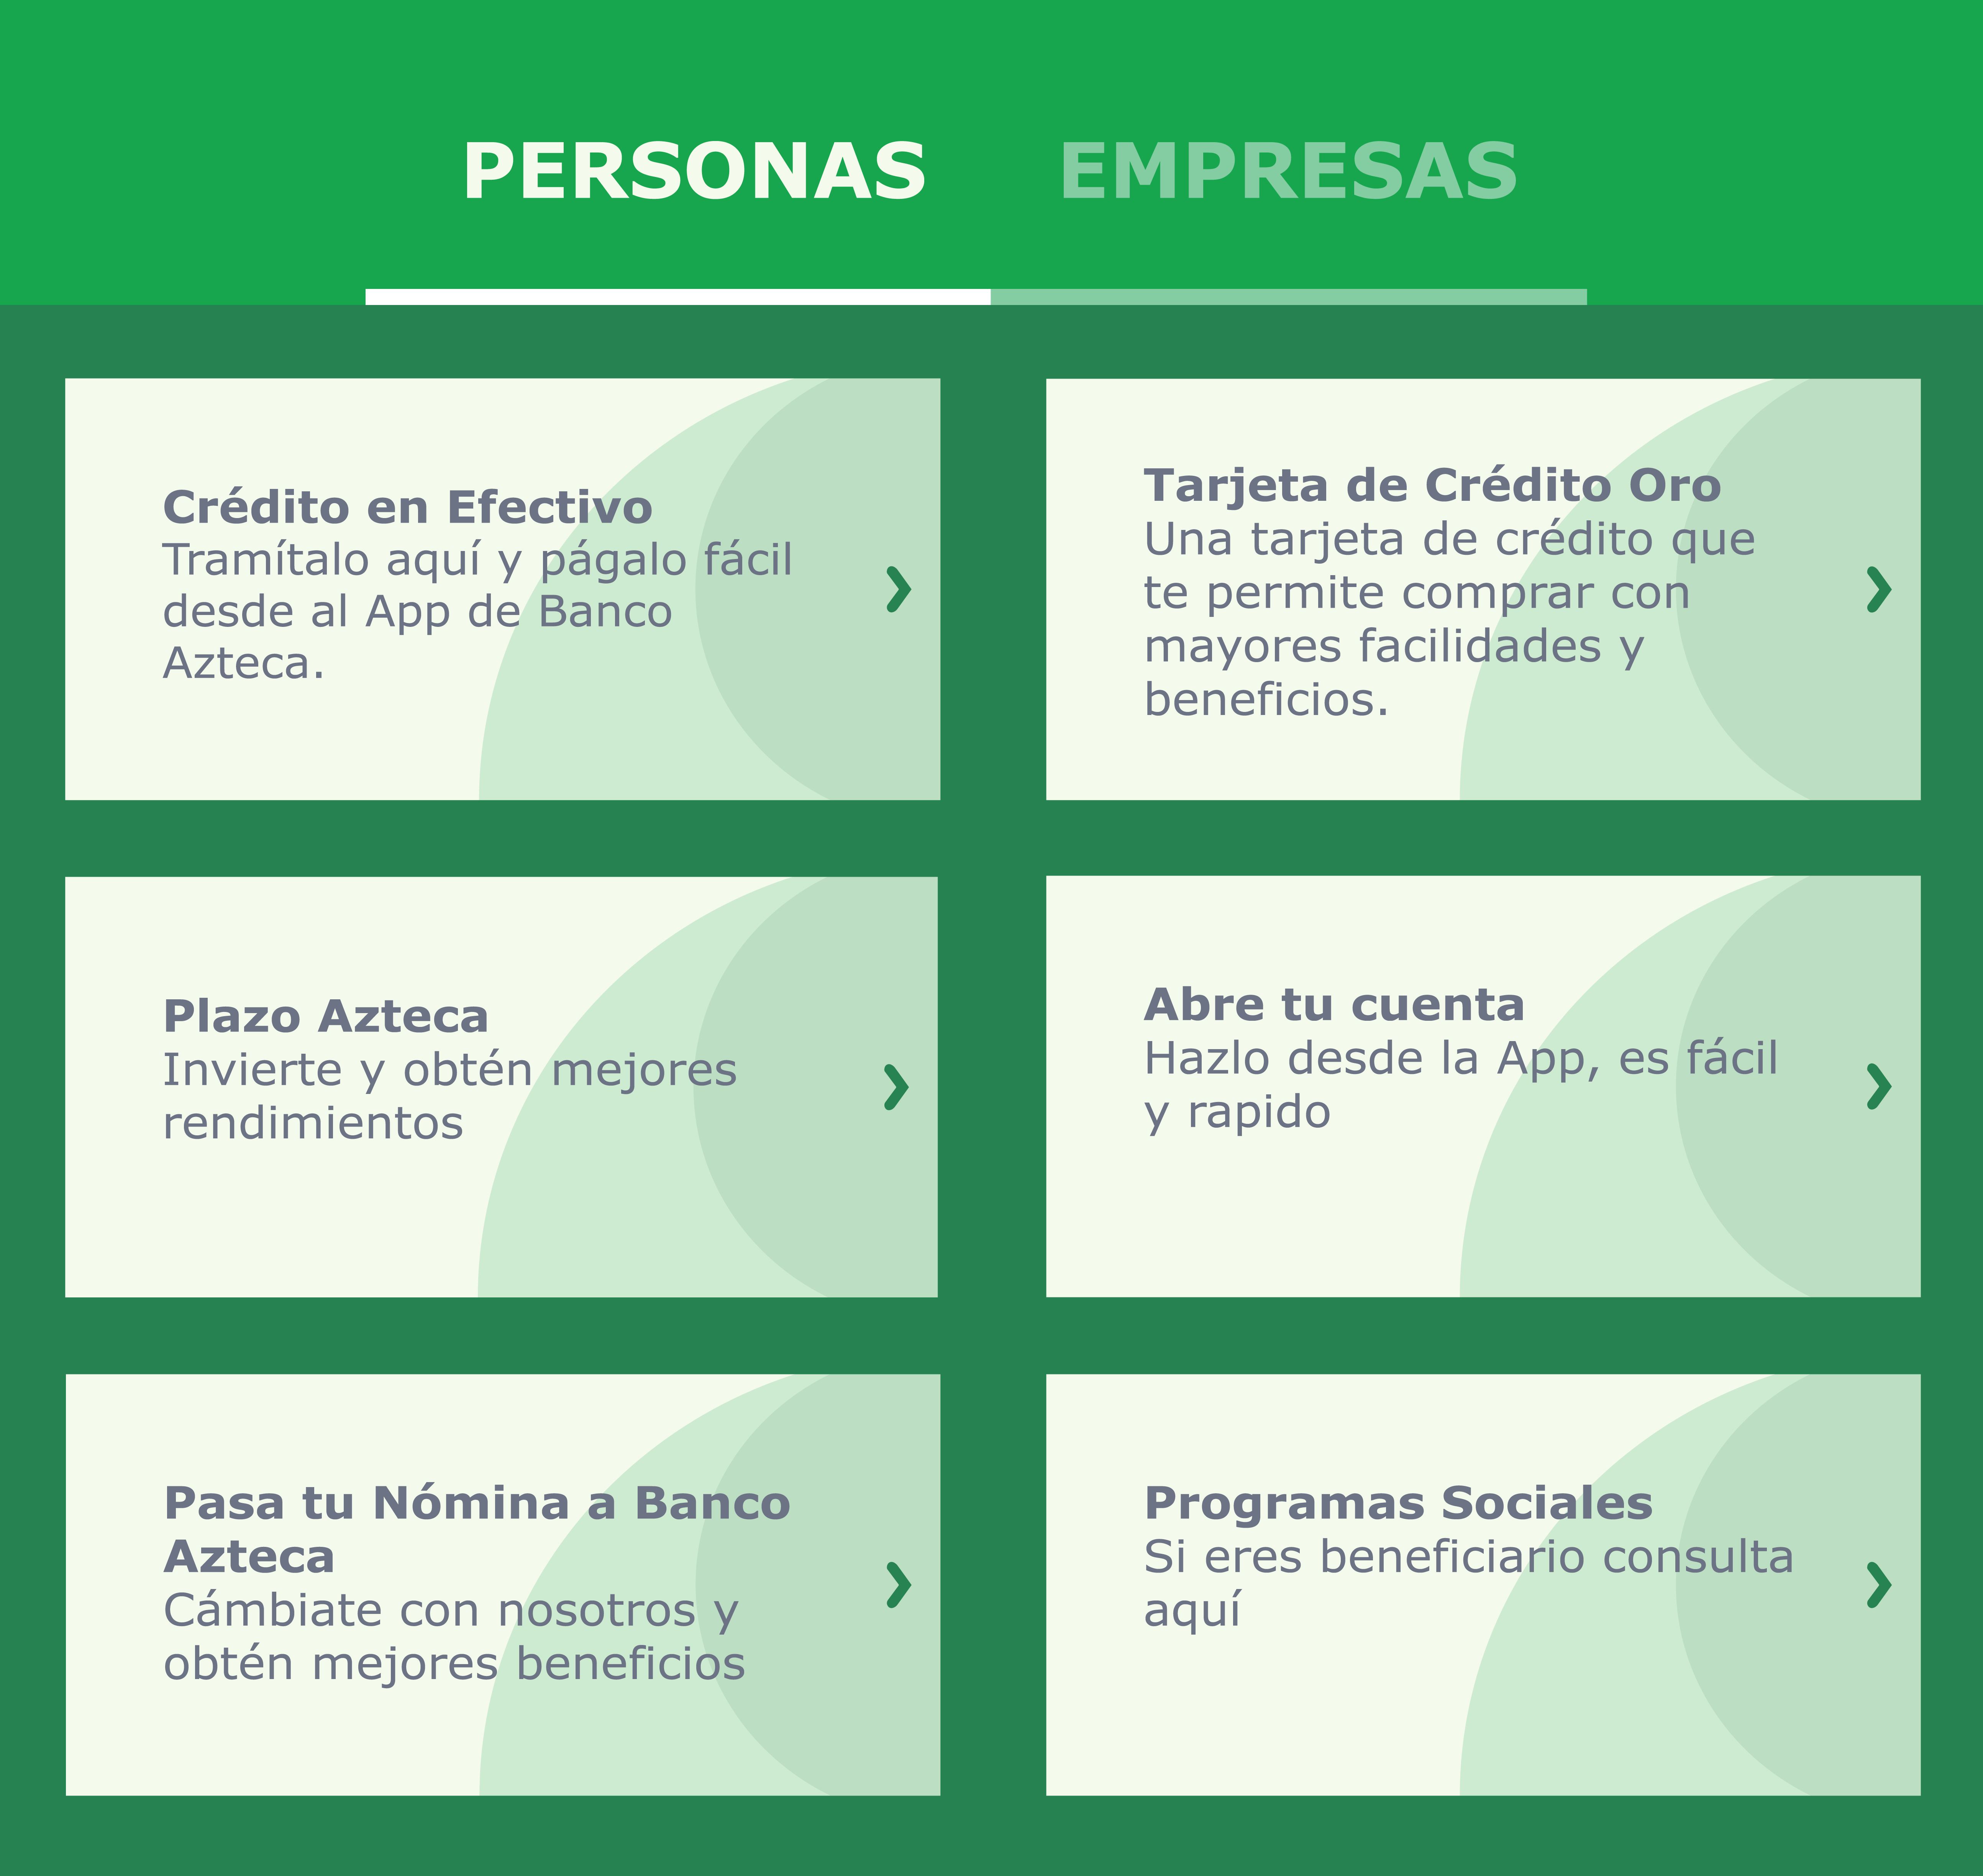 PERSONAS EMPRESAS
Crédito en Efectivo
Tramítalo aquí y págalo fácil
desde al App de Banco
Azteca.
Tarjeta de Crédito Oro
Una tarjeta de crédito que
te permite comprar con
mayores facilidades y
beneficios.
Plazo Azteca
Invierte y obtén mejores
rendimientos
Abre tu cuenta
Hazlo desde la App, es fácil
y rapido
Pasa tu Nómina a Banco
Azteca
Cámbiate con nosotros y
obtén mejores beneficios
Programas Sociales
Si eres beneficiario consulta
aquí